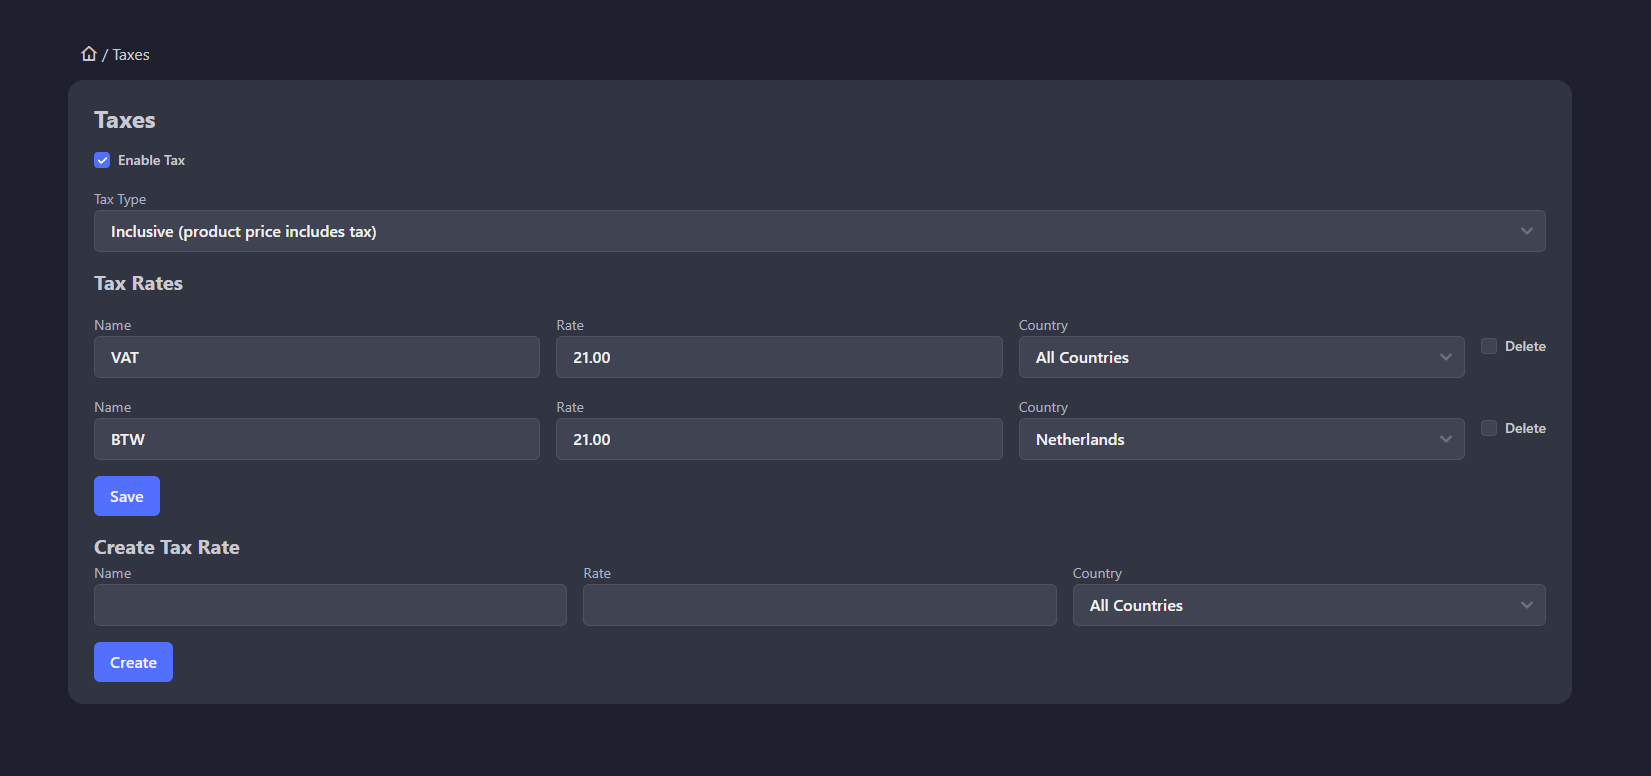 / Taxes
Taxes
Enable Tax
Tax Type
Inclusive (product price includes tax)
Tax Rates
Name Rate Country
VAT 21.00 All Countries Delete
Name Rate Country
BTW 21.00 Netherlands Delete
Save
Create Tax Rate
Name Rate Country
All Countries
Create